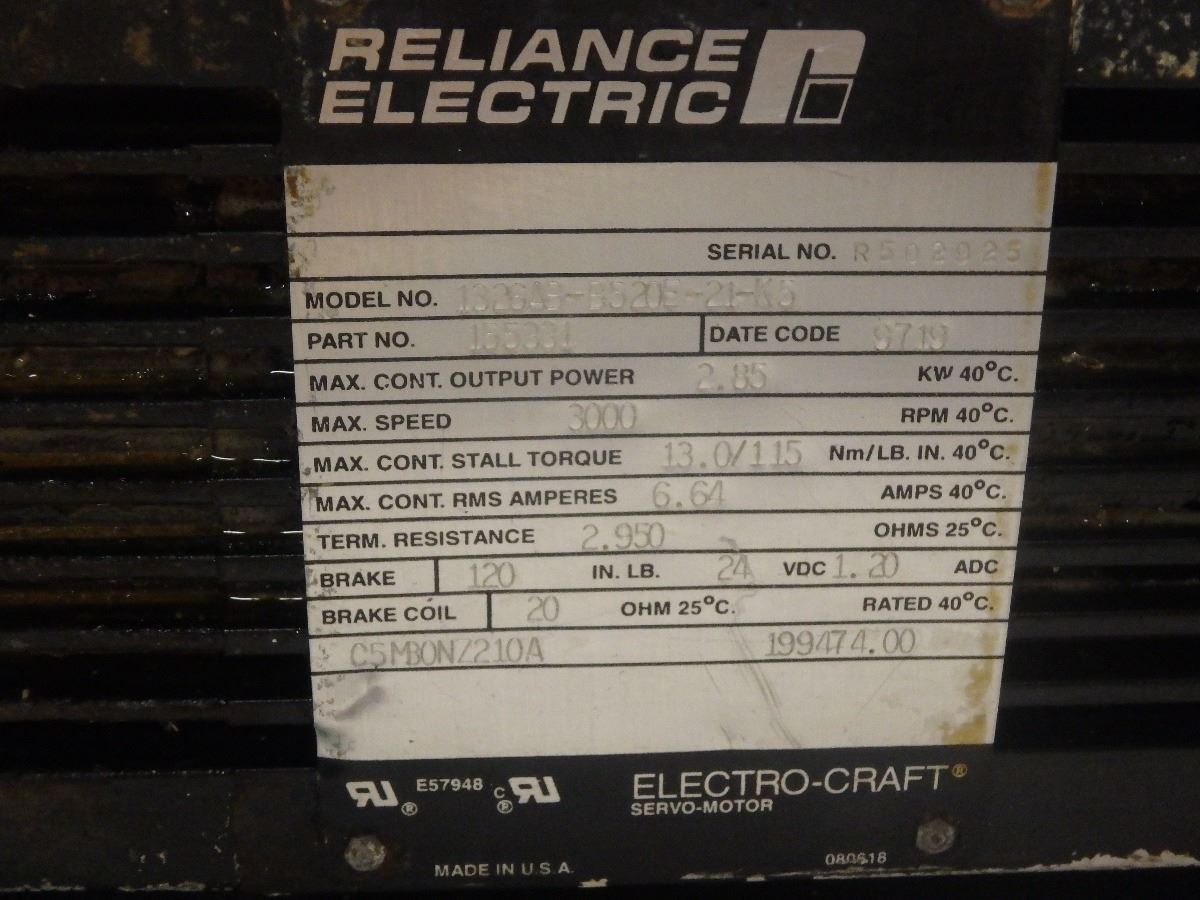 RELIANCE
ELECTRIC
SERIAL NO. R502925
MODEL NO. 1326AB-B520E-21-K5
PART NO. 155331 DATE CODE 9719
MAX. CONT. OUTPUT POWER 2.85 KW 40°C.
MAX. SPEED 3000 RPM 40°C.
MAX. CONT. STALL TORQUE 13.0/115 Nm/LB. IN. 40°C.
MAX. CONT. RMS AMPERES 6.64 AMPS 40°C.
TERM. RESISTANCE 2.950 OHMS 25°C.
BRAKE 120 IN. LB. 24 VDC 1.20 ADC
BRAKE COIL 20 OHM 25°C. RATED 40°C.
C5MB0NZ210A 199474.00
E57948 ELECTRO-CRAFT®
SERVO-MOTOR
MADE IN U.S.A. 080618